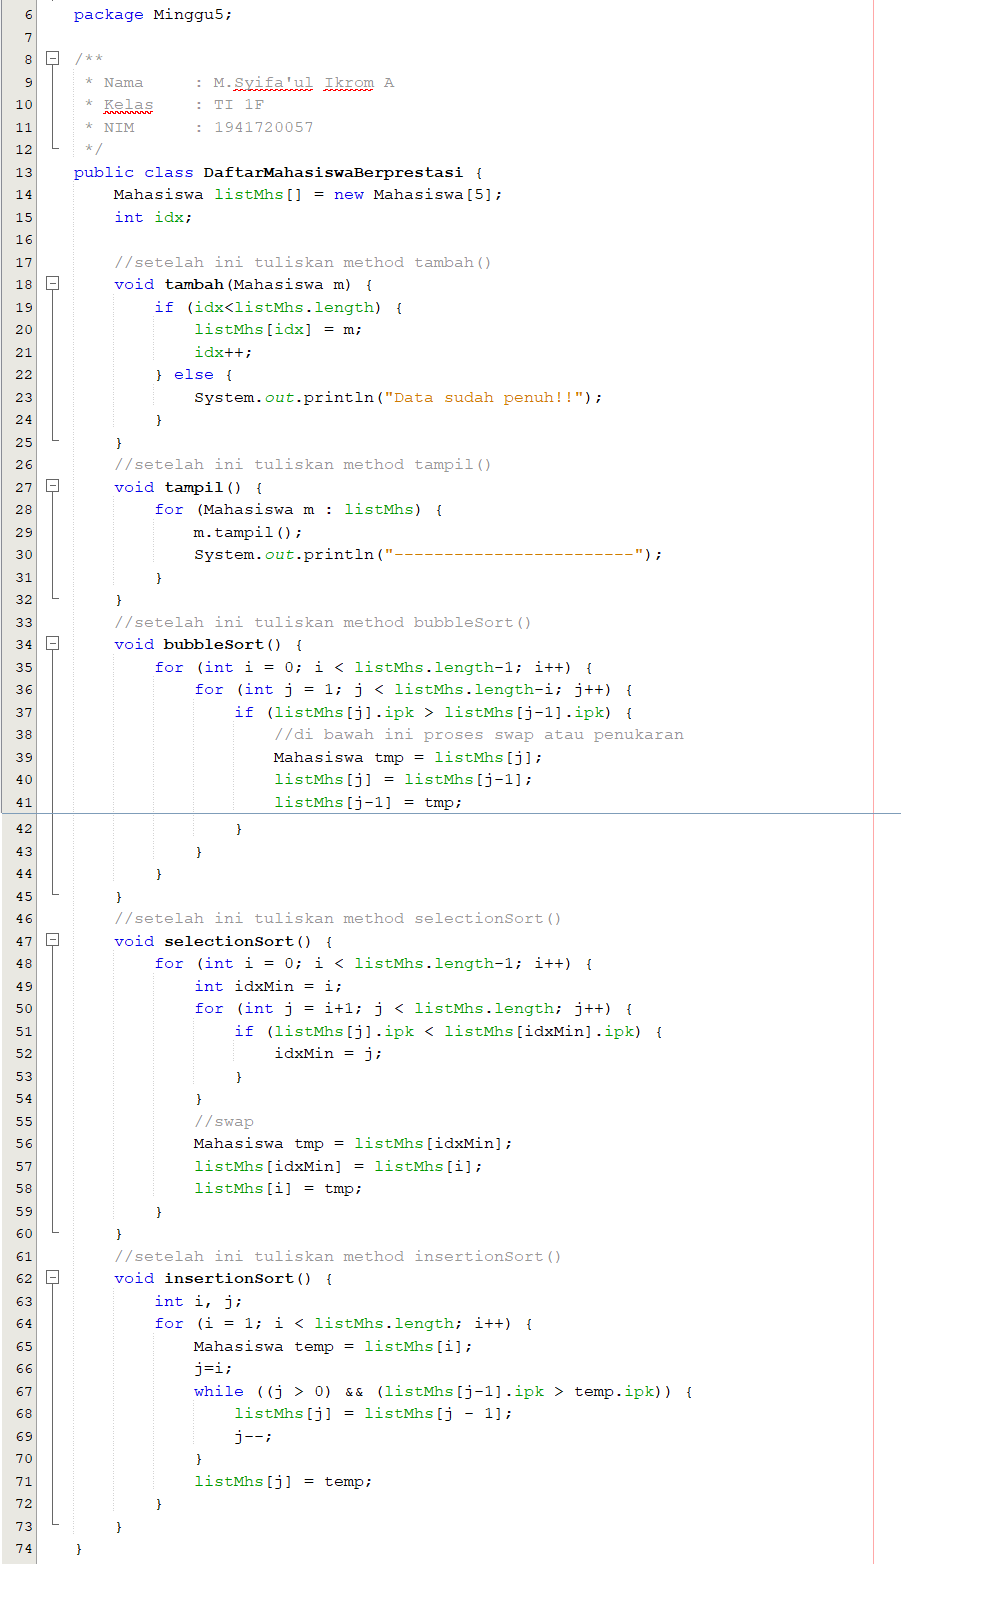 6 package Minggu5;
7
8 /**
9 * Nama : M.Syifa'ul Ikrom A
10 * Kelas : TI 1F
11 * NIM : 1941720057
12 */
13 public class DaftarMahasiswaBerprestasi {
14 Mahasiswa listMhs[] = new Mahasiswa[5];
15 int idx;
16
17 //setelah ini tuliskan method tambah()
18 void tambah(Mahasiswa m) {
19 if (idx<listMhs.length) {
20 listMhs[idx] = m;
21 idx++;
22 } else {
23 System.out.println("Data sudah penuh!!");
24 }
25 }
26 //setelah ini tuliskan method tampil()
27 void tampil() {
28 for (Mahasiswa m : listMhs) {
29 m.tampil();
30 System.out.println("------------------------");
31 }
32 }
33 //setelah ini tuliskan method bubbleSort()
34 void bubbleSort() {
35 for (int i = 0; i < listMhs.length-1; i++) {
36 for (int j = 1; j < listMhs.length-i; j++) {
37 if (listMhs[j].ipk > listMhs[j-1].ipk) {
38 //di bawah ini proses swap atau penukaran
39 Mahasiswa tmp = listMhs[j];
40 listMhs[j] = listMhs[j-1];
41 listMhs[j-1] = tmp;
42 }
43 }
44 }
45 }
46 //setelah ini tuliskan method selectionSort()
47 void selectionSort() {
48 for (int i = 0; i < listMhs.length-1; i++) {
49 int idxMin = i;
50 for (int j = i+1; j < listMhs.length; j++) {
51 if (listMhs[j].ipk < listMhs[idxMin].ipk) {
52 idxMin = j;
53 }
54 }
55 //swap
56 Mahasiswa tmp = listMhs[idxMin];
57 listMhs[idxMin] = listMhs[i];
58 listMhs[i] = tmp;
59 }
60 }
61 //setelah ini tuliskan method insertionSort()
62 void insertionSort() {
63 int i, j;
64 for (i = 1; i < listMhs.length; i++) {
65 Mahasiswa temp = listMhs[i];
66 j=i;
67 while ((j > 0) && (listMhs[j-1].ipk > temp.ipk)) {
68 listMhs[j] = listMhs[j - 1];
69 j--;
70 }
71 listMhs[j] = temp;
72 }
73 }
74 }